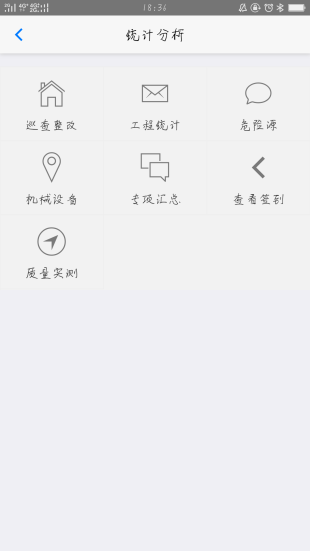 18:36
统计分析
巡查整改
工程统计
危险源
机械设备
专项汇总
查看签到
质量实测